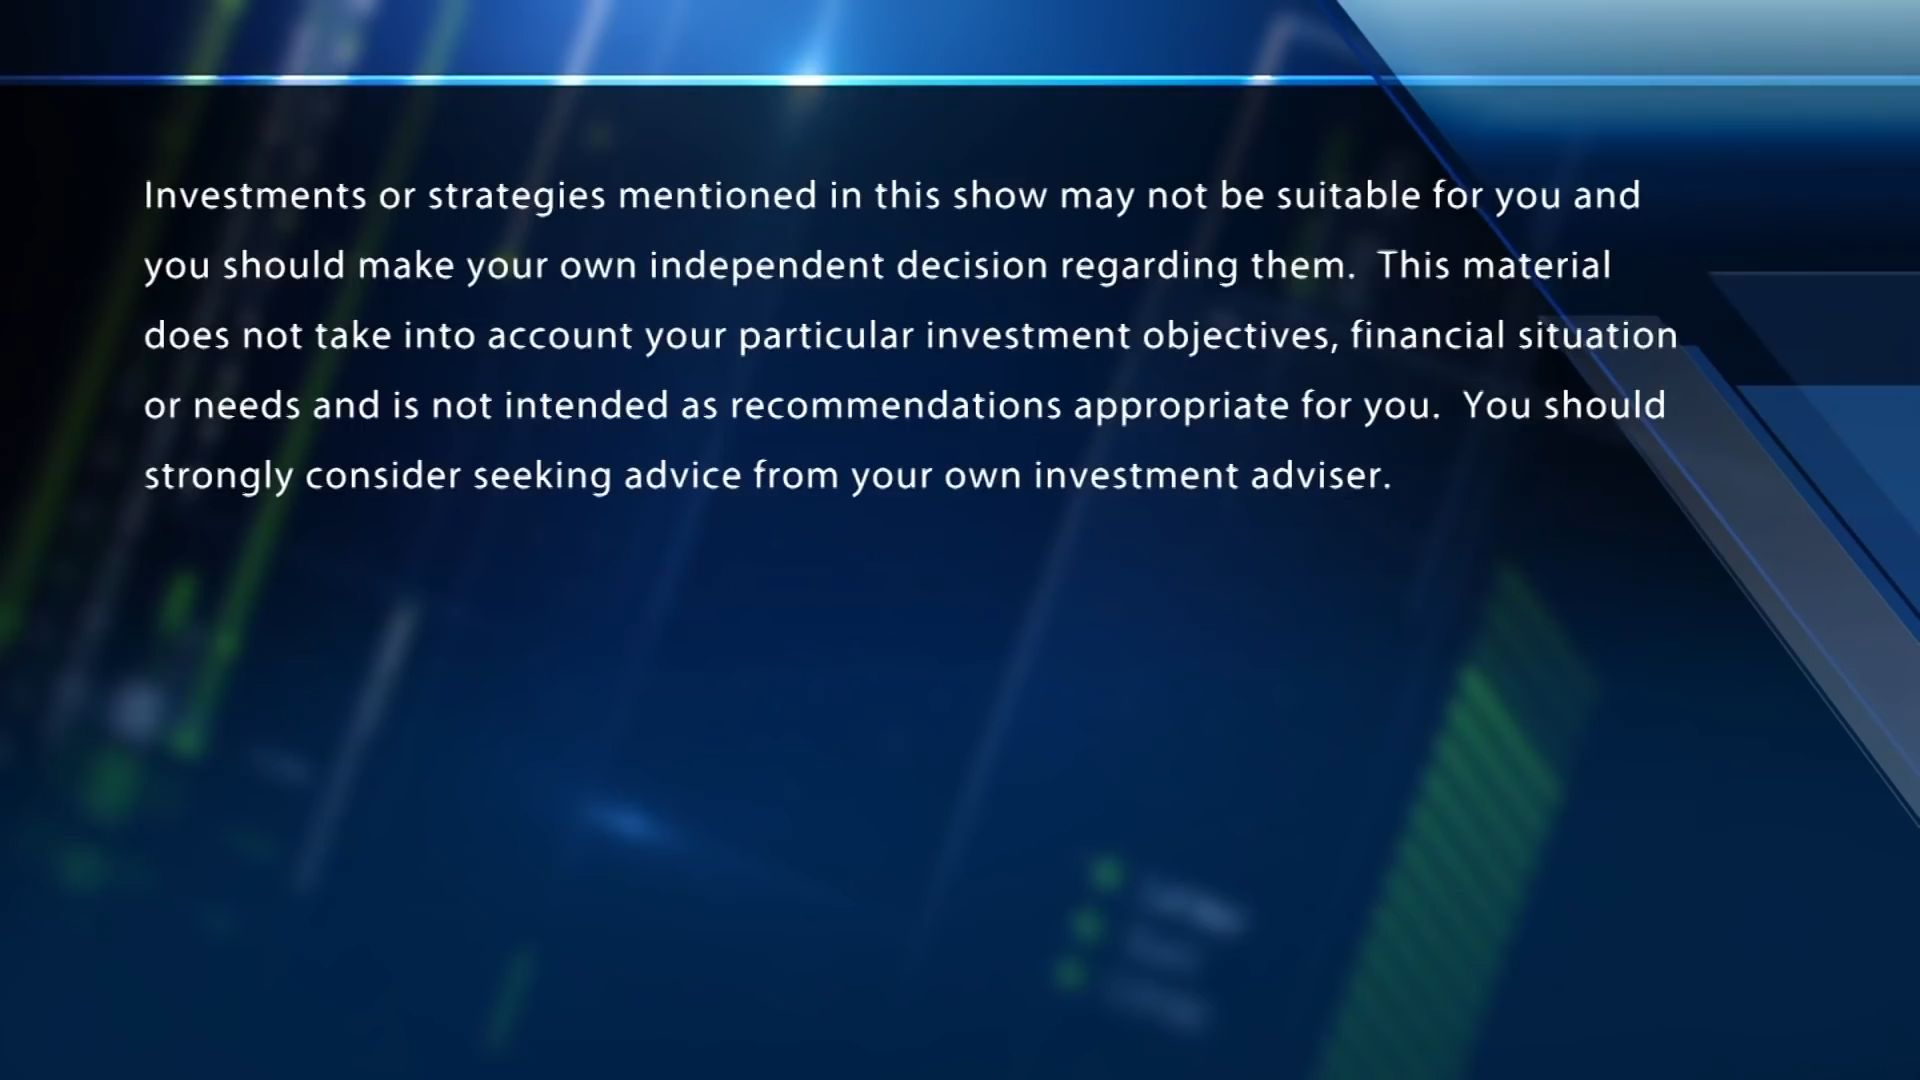 Investments or strategies mentioned in this show may not be suitable for you and
you should make your own independent decision regarding them.  This material
does not take into account your particular investment objectives, financial situation
or needs and is not intended as recommendations appropriate for you.  You should
strongly consider seeking advice from your own investment adviser.